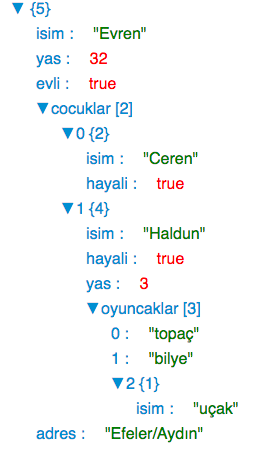 ▼ {5}
isim : "Evren"
yas : 32
evli : true
▼cocuklar [2]
▼0 {2}
isim : "Ceren"
hayali : true
▼1 {4}
isim : "Haldun"
hayali : true
yas : 3
▼oyuncaklar [3]
0 : "topaç"
1 : "bilye"
▼2 {1}
isim : "uçak"
adres : "Efeler/Aydın"